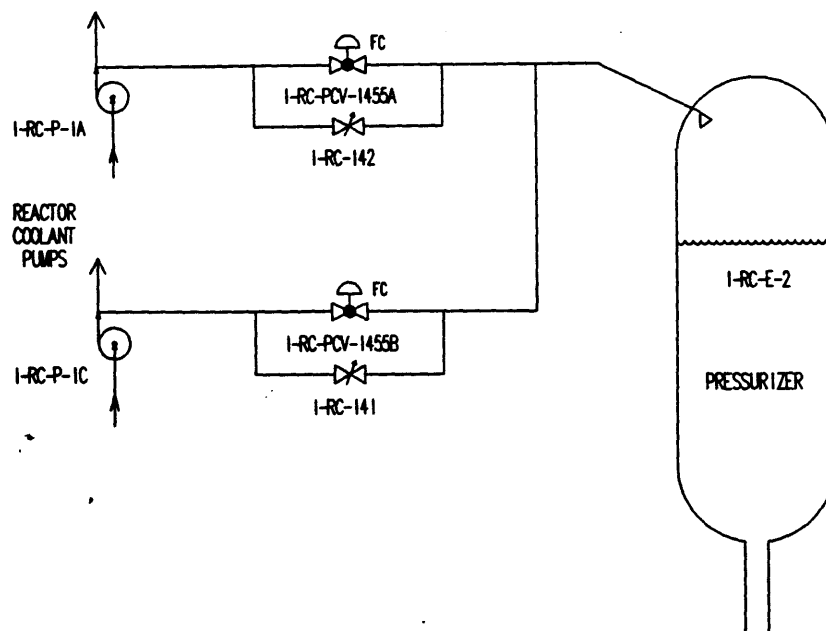 FC
1-RC-PCV-1455A
1-RC-P-1A
1-RC-142
REACTOR
COOLANT
PUMPS
1-RC-E-2
FC
1-RC-PCV-1455B
1-RC-P-1C
PRESSURIZER
1-RC-141